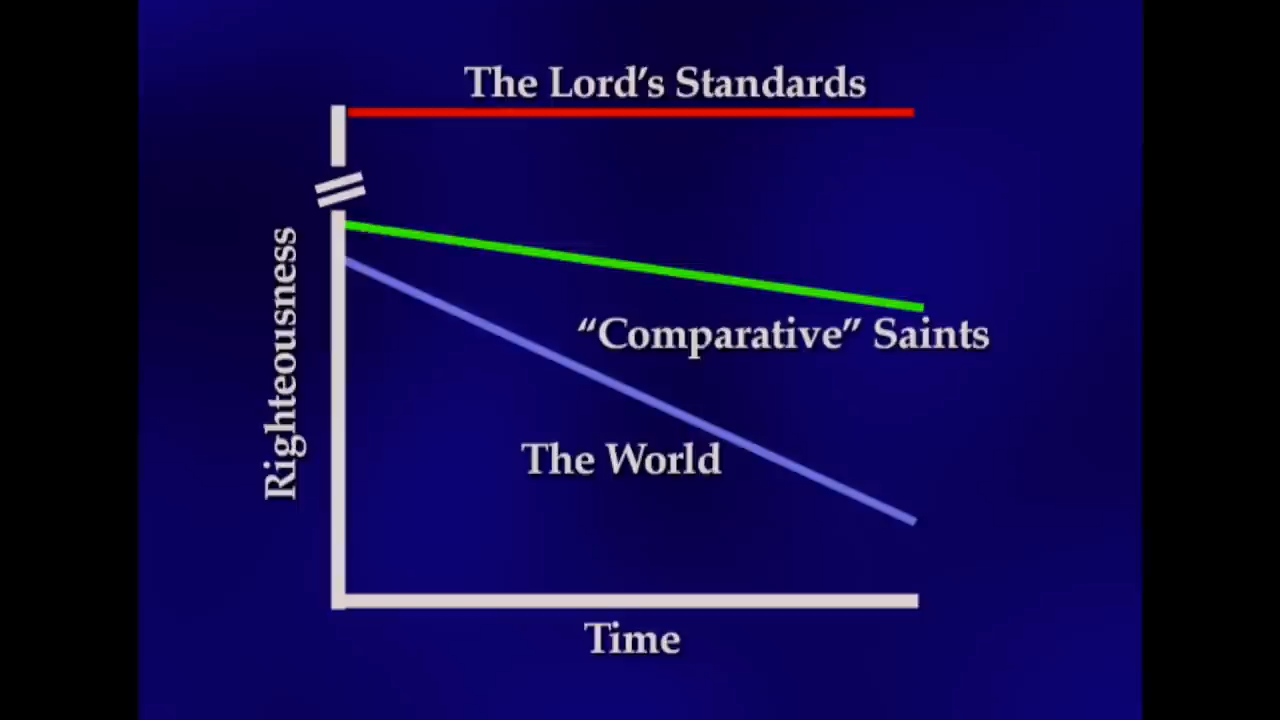 The Lord’s Standards
Righteousness
“Comparative” Saints
The World
Time